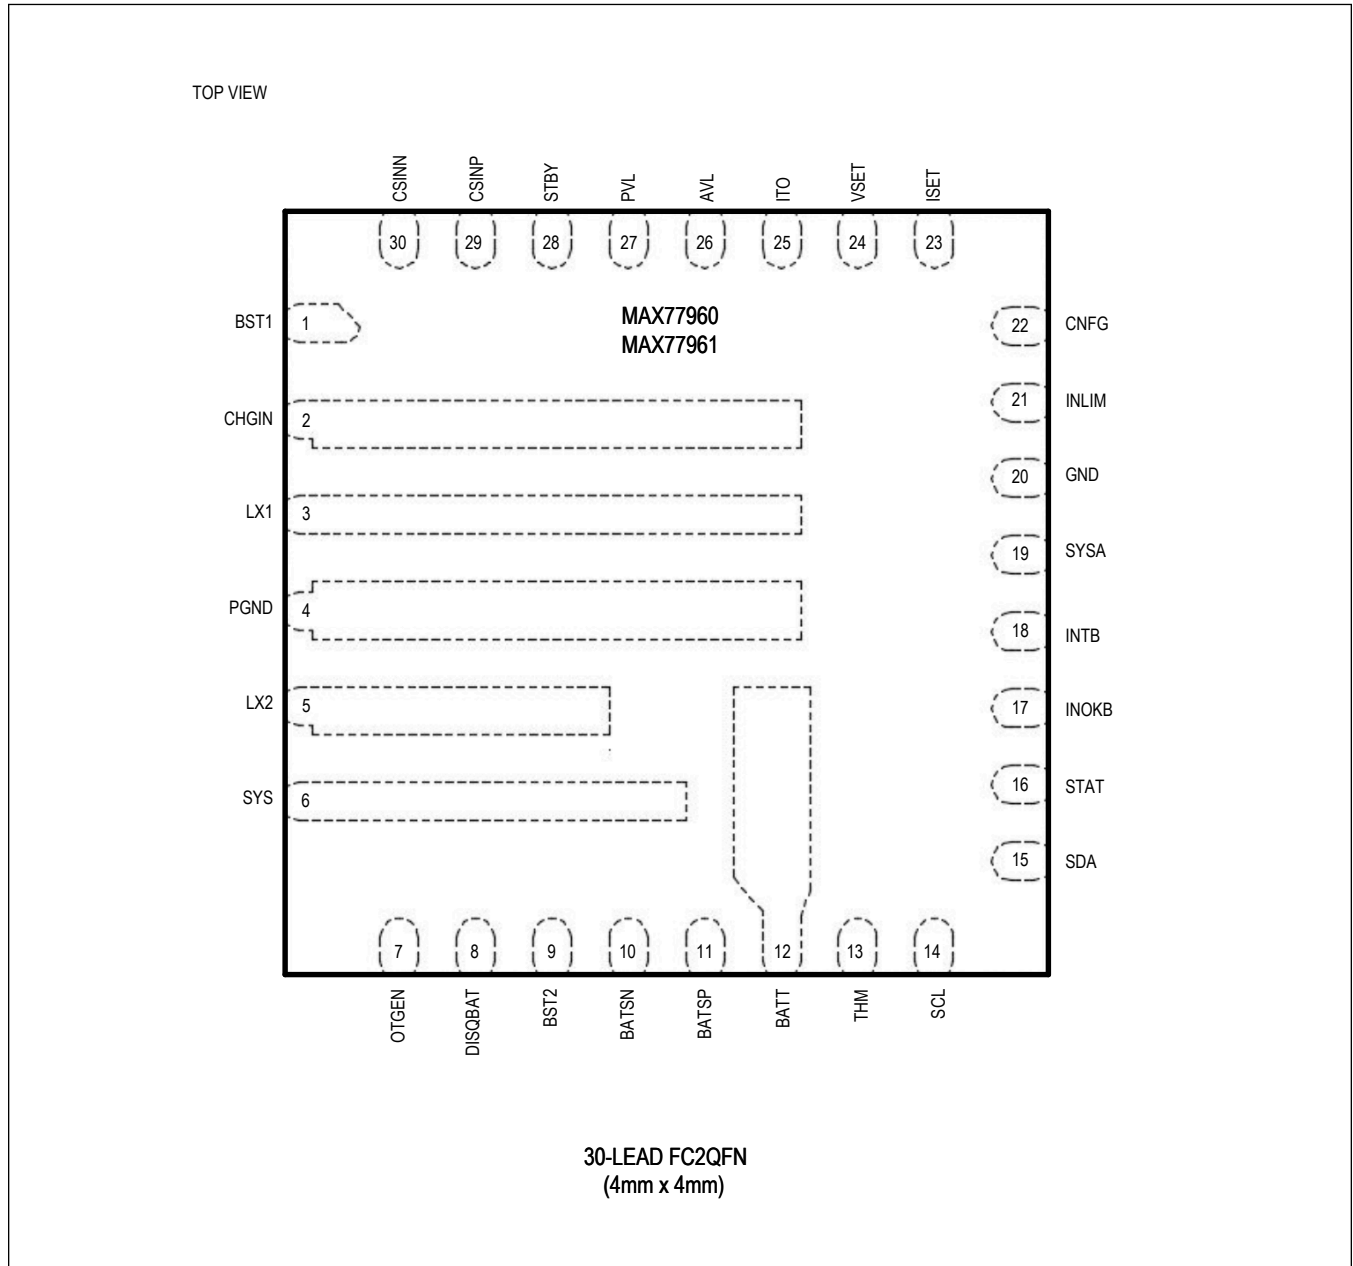 TOP VIEW
CSINN
CSINP
STBY
PVL
AVL
ITO
VSET
ISET
30
29
28
27
26
25
24
23
MAX77960
MAX77961
BST1
1
22
CNFG
CHGIN
2
21
INLIM
20
GND
LX1
3
19
SYSA
PGND
4
18
INTB
LX2
5
17
INOKB
SYS
6
16
STAT
15
SDA
7
8
9
10
11
12
13
14
OTGEN
DISQBAT
BST2
BATSN
BATSP
BATT
THM
SCL
30-LEAD FC2QFN
(4mm x 4mm)